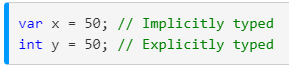 var x = 50; // Implicitly typed
int y = 50; // Explicitly typed